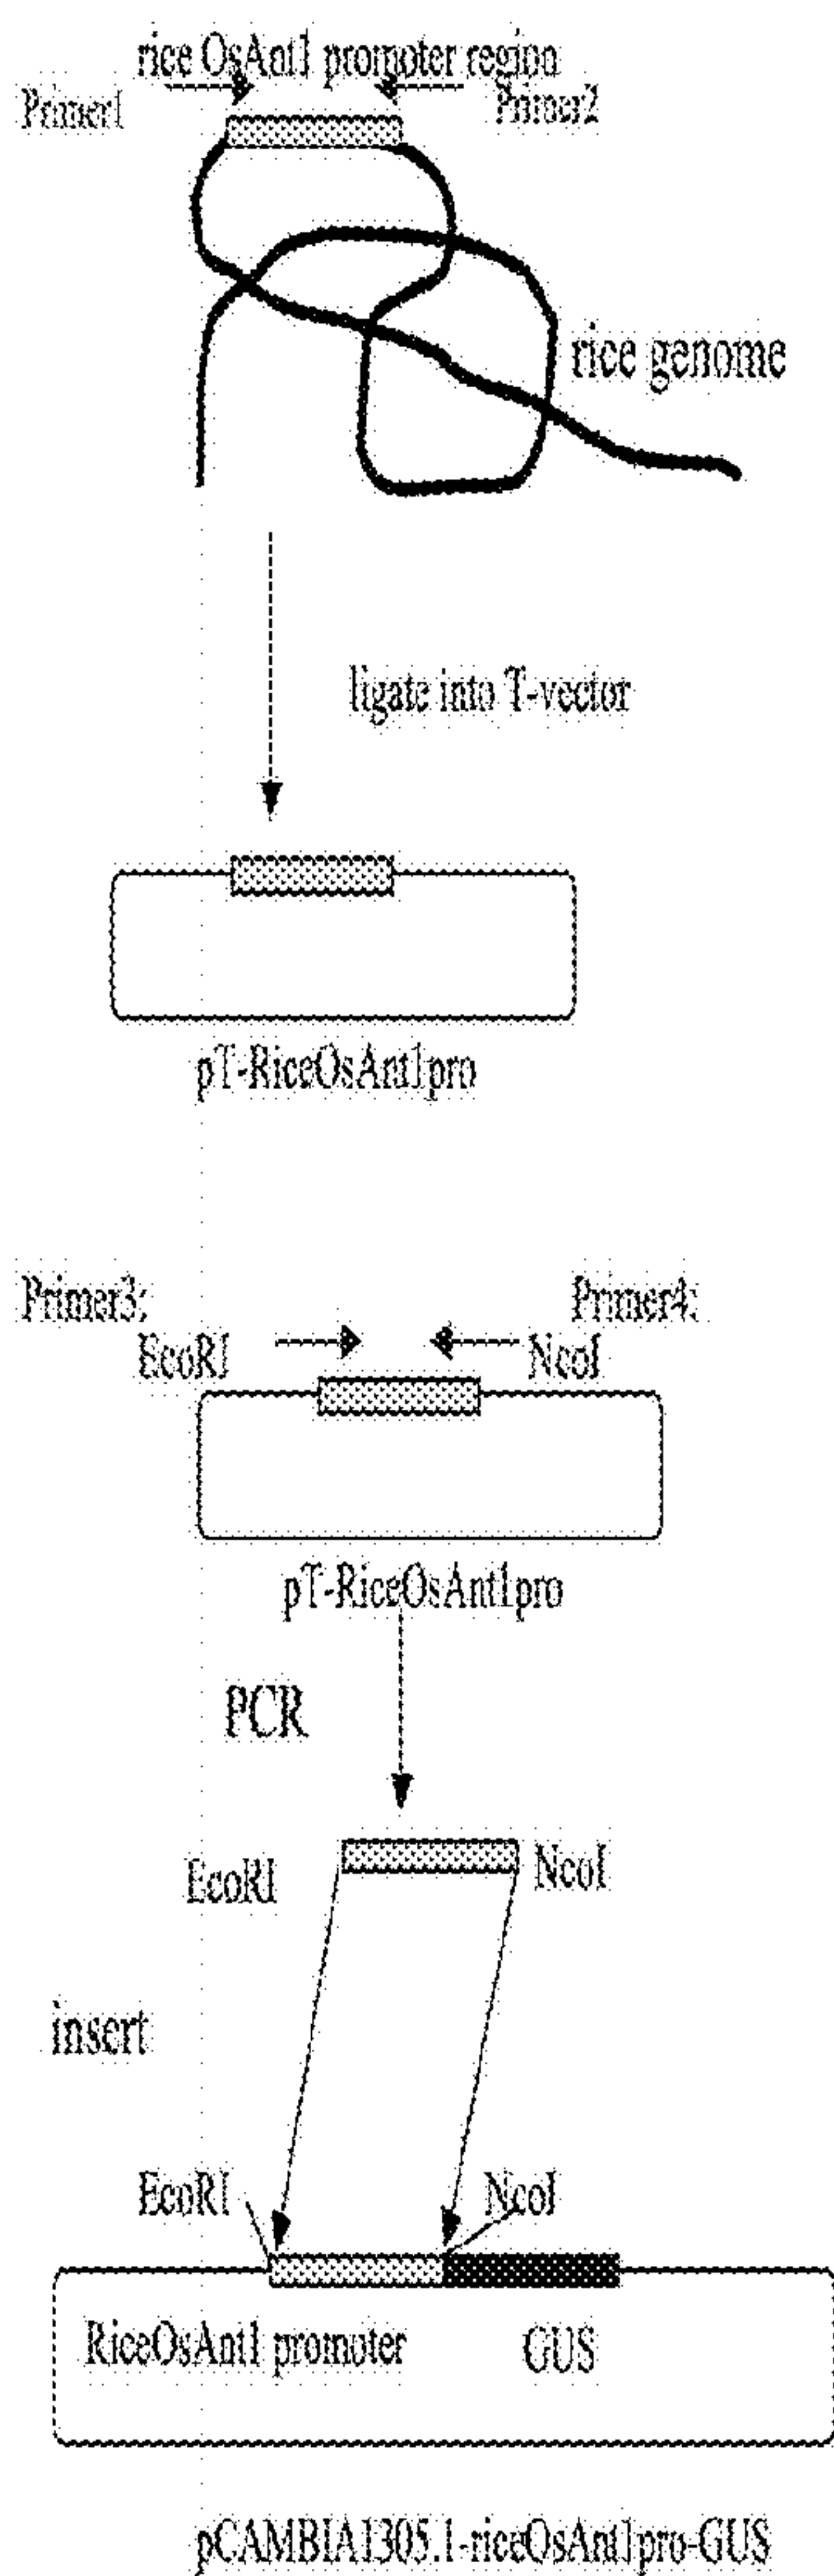 rice OsAnt1 promoter region
Primer1
Primer2
rice genome
ligate into T-vector
pT-RiceOsAnt1pro
Primer3:
Primer4:
EcoRI
NcoI
pT-RiceOsAnt1pro
PCR
EcoRI
NcoI
insert
EcoRI
NcoI
RiceOsAnt1 promoter
GUS
pCAMBIA1305.1-riceOsAnt1pro-GUS